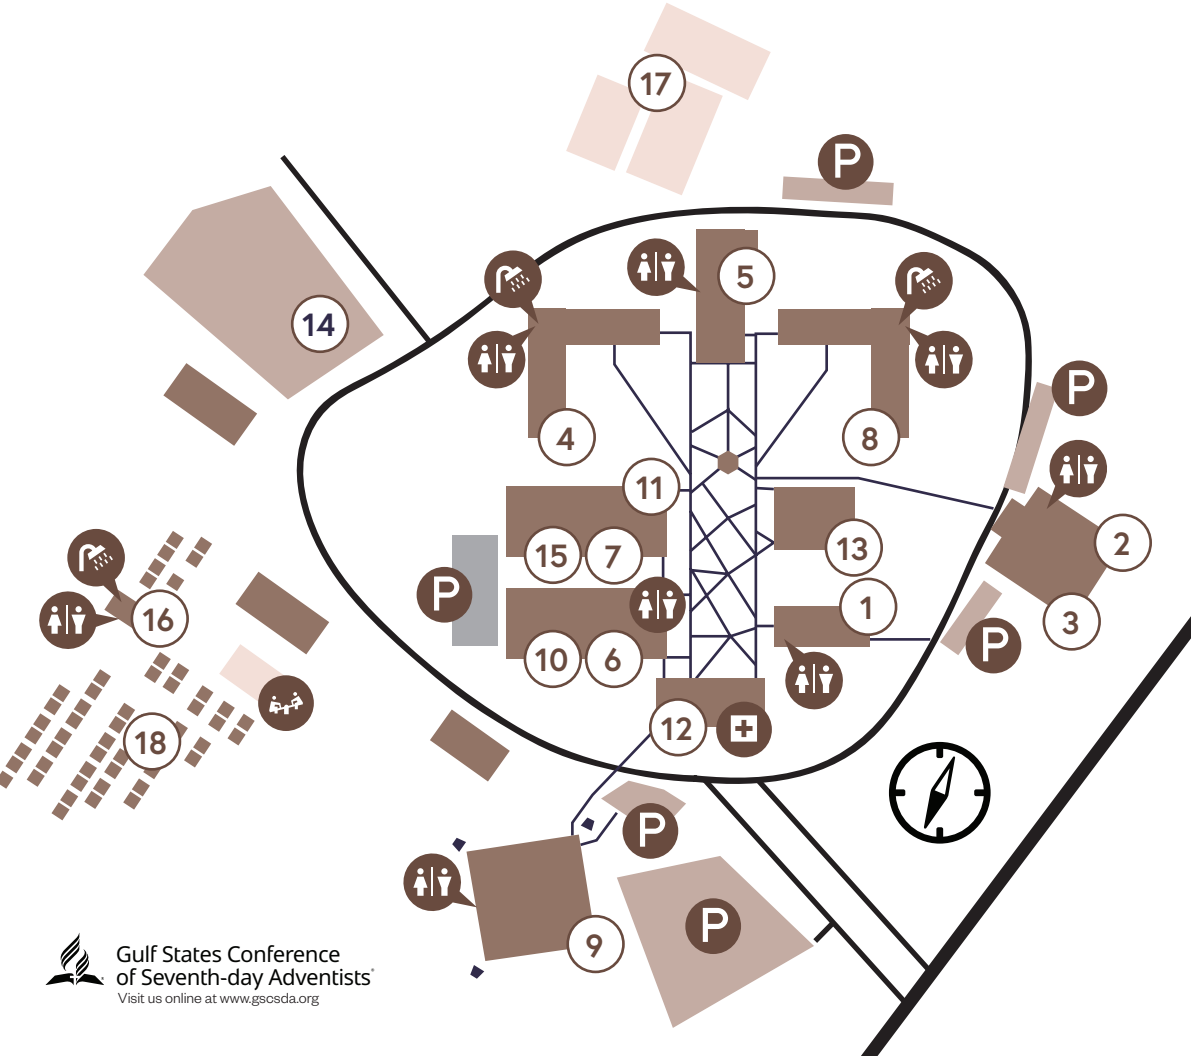 17
P
5
14
P
4
8
11
2
15
7
13
P
1
16
3
10
6
P
18
12
P
9
P
Gulf States Conference
of Seventh-day Adventists
Visit us online at www.gscsda.org